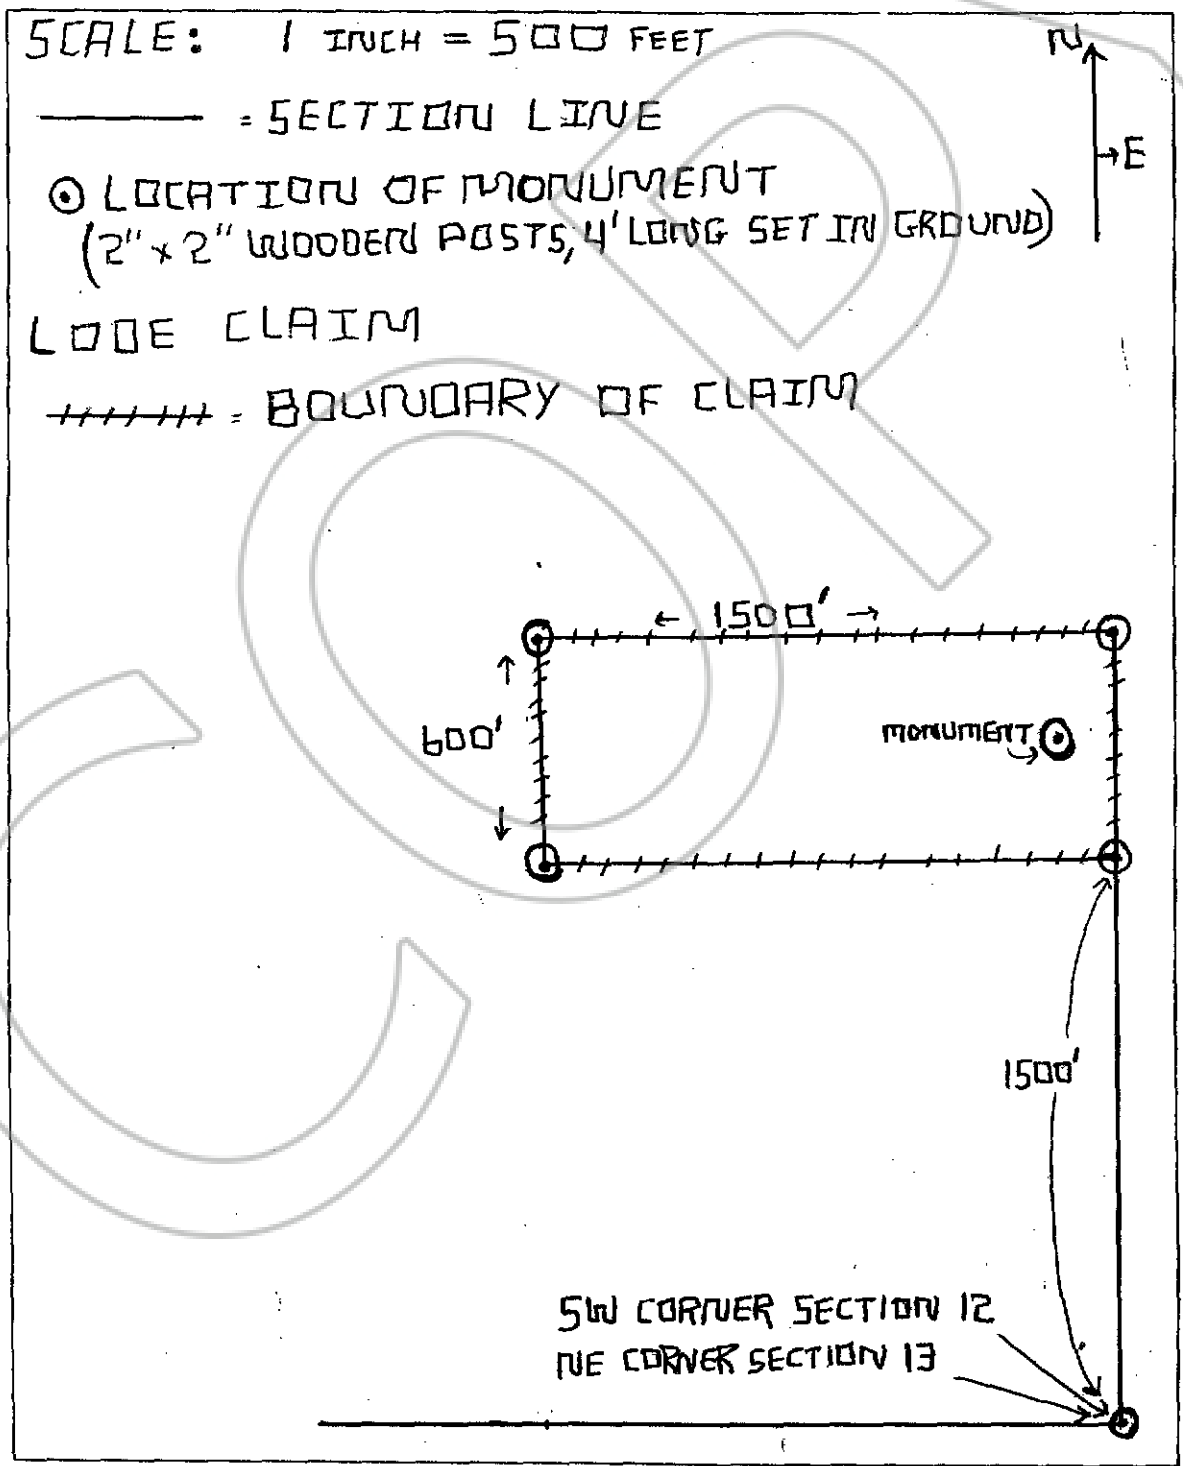 SCALE: 1 INCH = 500 FEET
N
= SECTION LINE
E
LOCATION OF MONUMENT
(2" x 2" WOODEN POSTS, 4' LONG SET IN GROUND)
LODE CLAIM
= BOUNDARY OF CLAIM
← 1500' →
600'
MONUMENT
1500'
SW CORNER SECTION 12
NE CORNER SECTION 13
COP